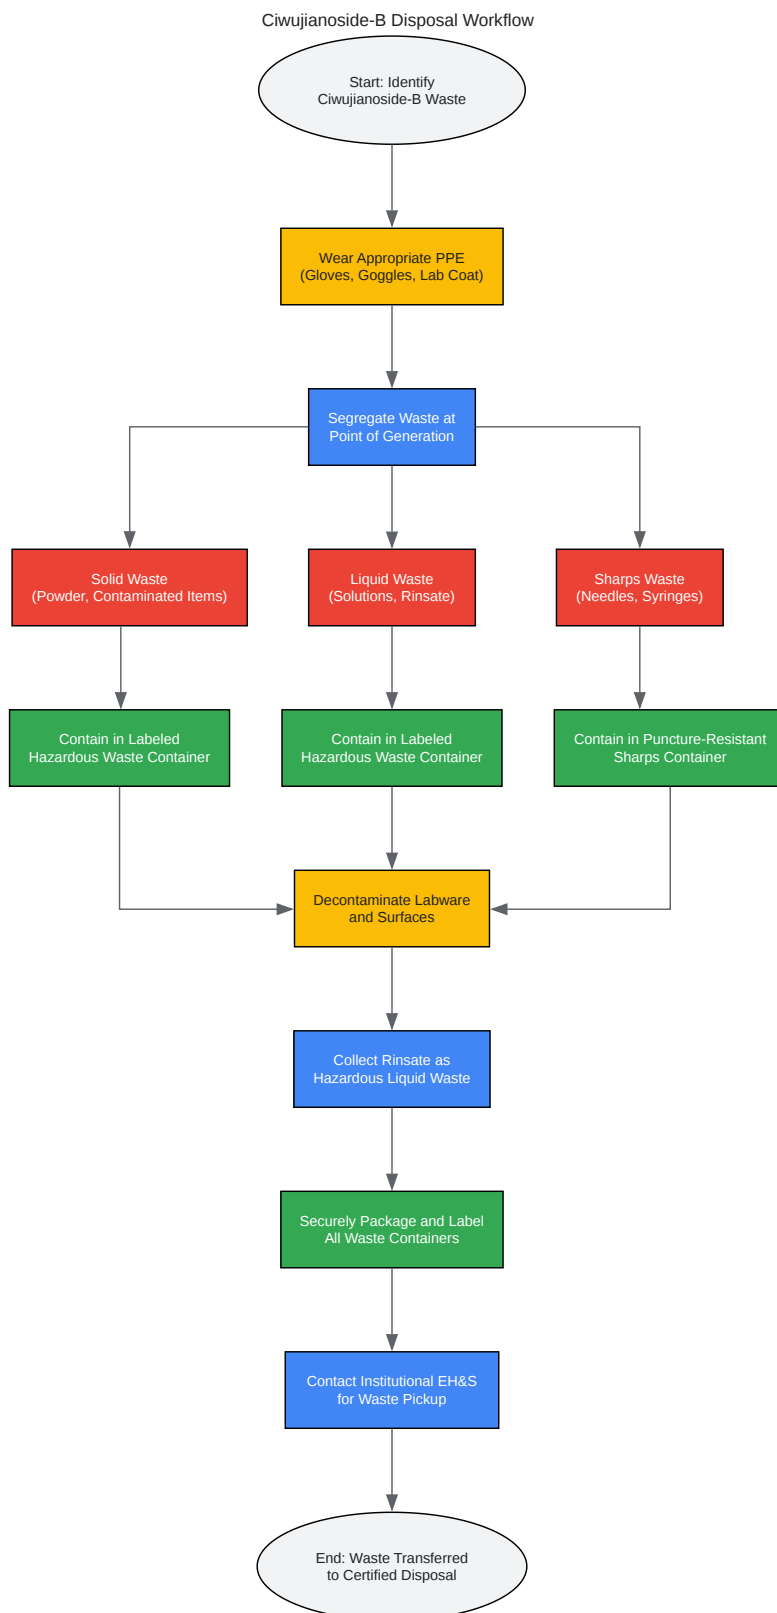 Ciwujianoside-B Disposal Workflow
Start: Identify
Ciwujianoside-B Waste
Wear Appropriate PPE
(Gloves, Goggles, Lab Coat)
Segregate Waste at
Point of Generation
Solid Waste
(Powder, Contaminated Items)
Liquid Waste
(Solutions, Rinsate)
Sharps Waste
(Needles, Syringes)
Contain in Labeled
Hazardous Waste Container
Contain in Labeled
Hazardous Waste Container
Contain in Puncture-Resistant
Sharps Container
Decontaminate Labware
and Surfaces
Collect Rinsate as
Hazardous Liquid Waste
Securely Package and Label
All Waste Containers
Contact Institutional EH&S
for Waste Pickup
End: Waste Transferred
to Certified Disposal